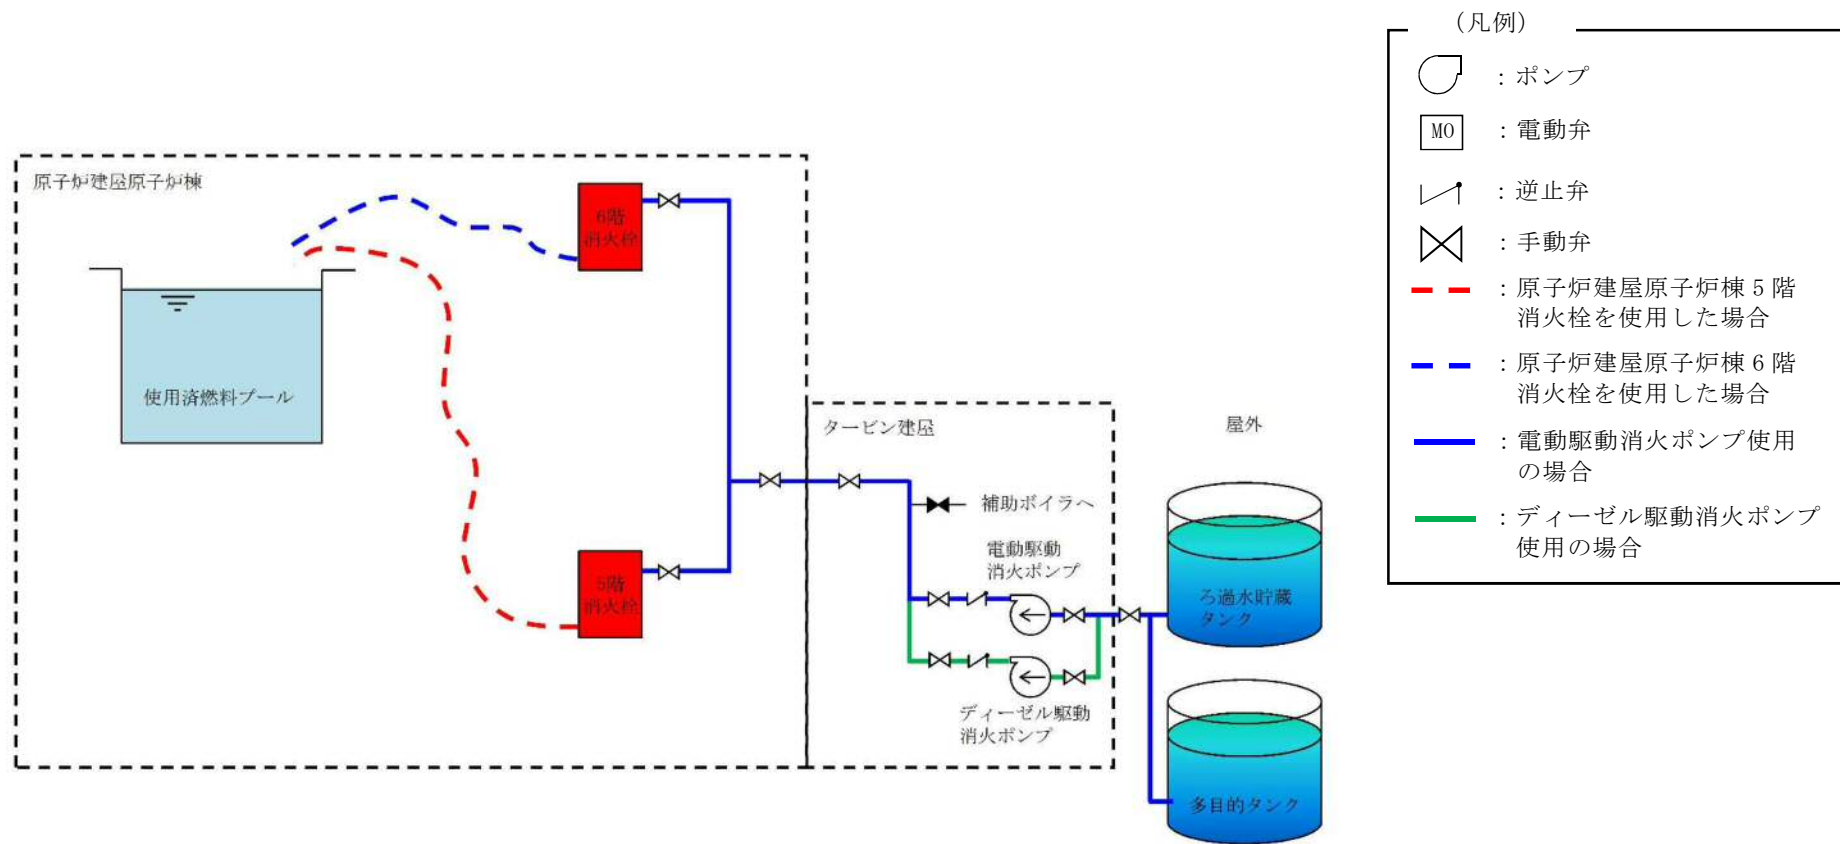 (凡例)
:ポンプ
MO :電動弁
:逆止弁
:手動弁
:原子炉建屋原子炉棟5階
消火栓を使用した場合
:原子炉建屋原子炉棟6階
消火栓を使用した場合
:電動駆動消火ポンプ使用
の場合
:ディーゼル駆動消火ポンプ
使用の場合
原子炉建屋原子炉棟
6階
消火栓
使用済燃料プール
5階
消火栓
タービン建屋
補助ボイラへ
電動駆動
消火ポンプ
ディーゼル駆動
消火ポンプ
屋外
ろ過水貯蔵
タンク
多目的タンク